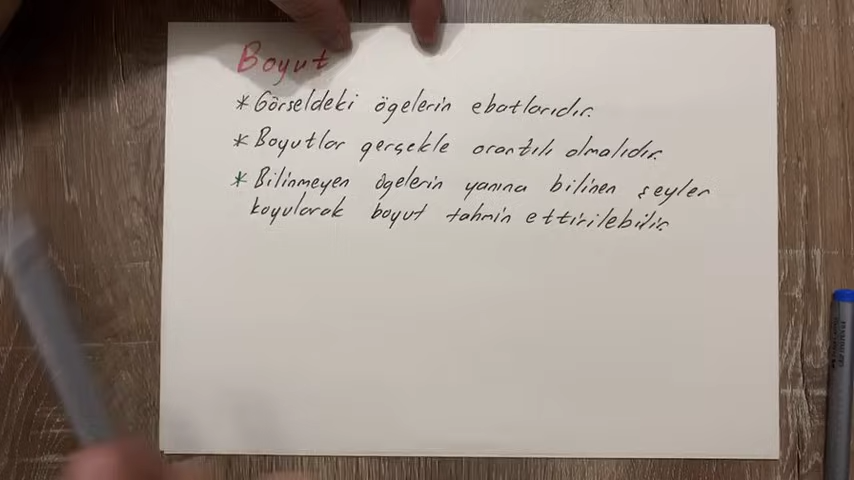 Boyut
* Görseldeki ögelerin ebatlarıdır.
* Boyutlar gerçekle orantılı olmalıdır.
* Bilinmeyen ögelerin yanına bilinen şeyler
koyularak boyut tahmin ettirilebilir.